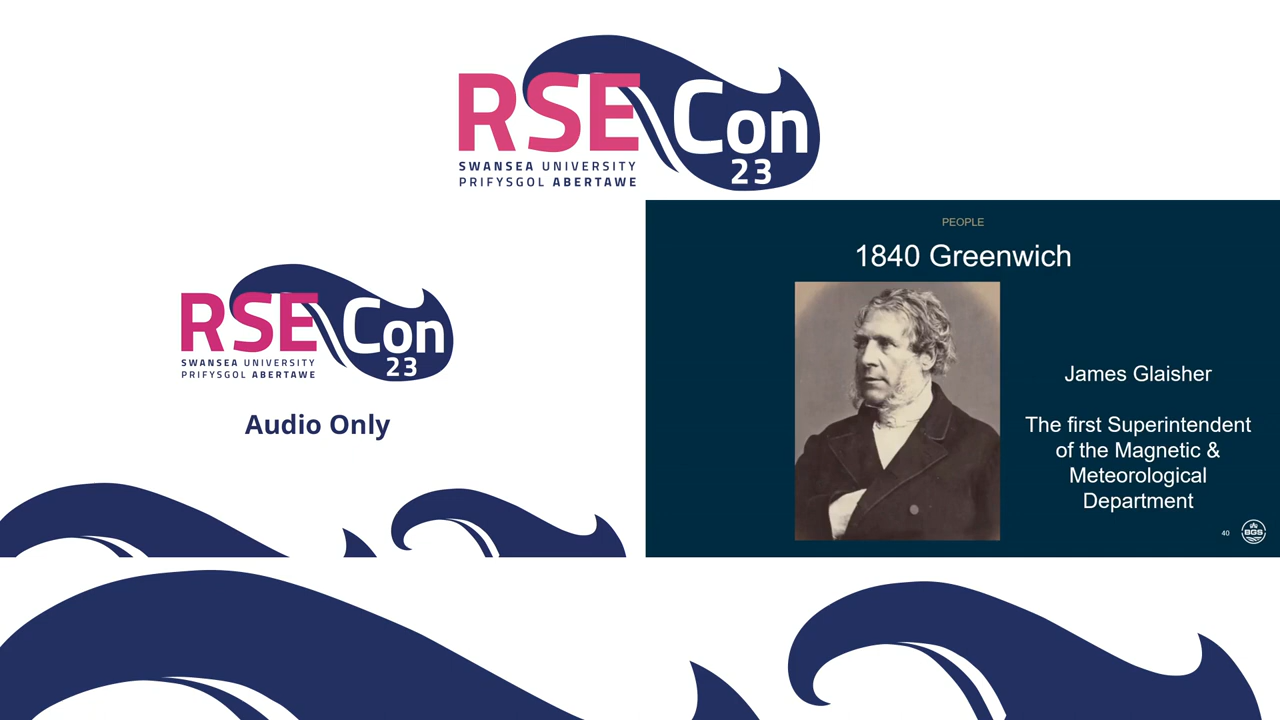 RSE Con
23
SWANSEA UNIVERSITY
PRIFYSGOL ABERTAWE
RSE Con
23
SWANSEA UNIVERSITY
PRIFYSGOL ABERTAWE
Audio Only
PEOPLE
1840 Greenwich
James Glaisher
The first Superintendent
of the Magnetic &
Meteorological
Department
40
BGS